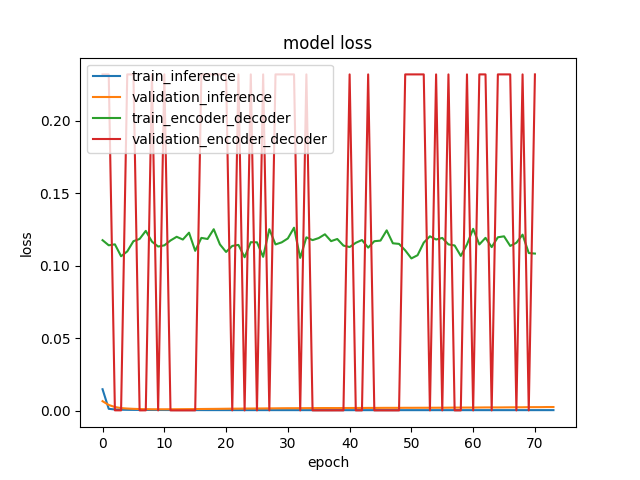 model loss
train_inference
validation_inference
train_encoder_decoder
validation_encoder_decoder
loss
0.20
0.15
0.10
0.05
0.00
0 10 20 30 40 50 60 70
epoch